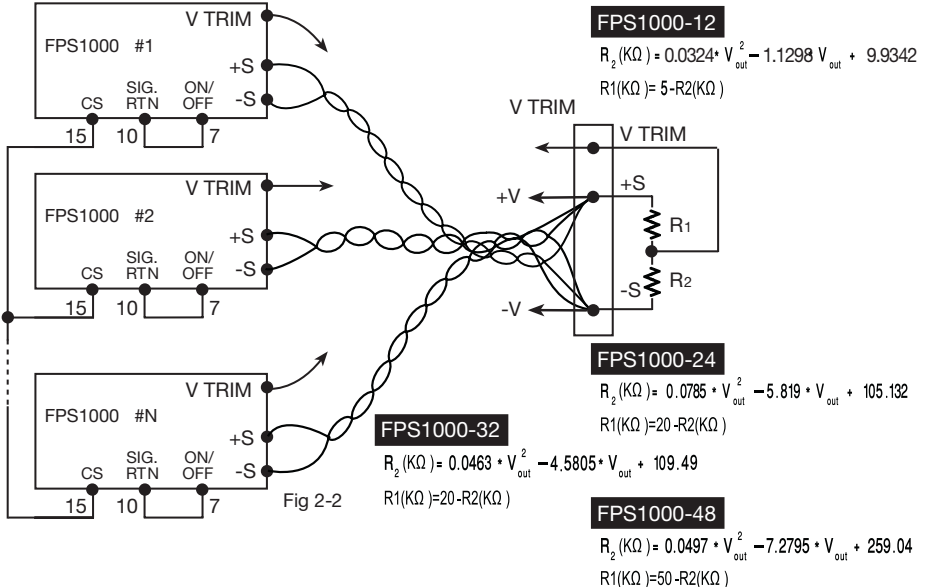 V TRIM
FPS1000 #1
+S
-S
SIG. ON/
CS RTN OFF
15 10 7
V TRIM
FPS1000 #2
+S
-S
SIG. ON/
CS RTN OFF
15 10 7
V TRIM
FPS1000 #N
+S
-S
SIG. ON/
CS RTN OFF
15 10 7
Fig 2-2
V TRIM
V TRIM
+V
+S
R1
R2
-S
-V
FPS1000-12
R2 (KΩ) = 0.0324* V²out − 1.1298 Vout + 9.9342
R1(KΩ)= 5-R2(KΩ )
FPS1000-24
R2 (KΩ) = 0.0785 * V²out − 5.819 * Vout + 105.132
R1(KΩ)=20-R2(KΩ )
FPS1000-32
R2 (KΩ) = 0.0463 * V²out − 4.5805* Vout + 109.49
R1(KΩ )=20-R2(KΩ )
FPS1000-48
R2 (KΩ) = 0.0497 * V²out − 7.2795 * Vout + 259.04
R1(KΩ )=50-R2(KΩ )